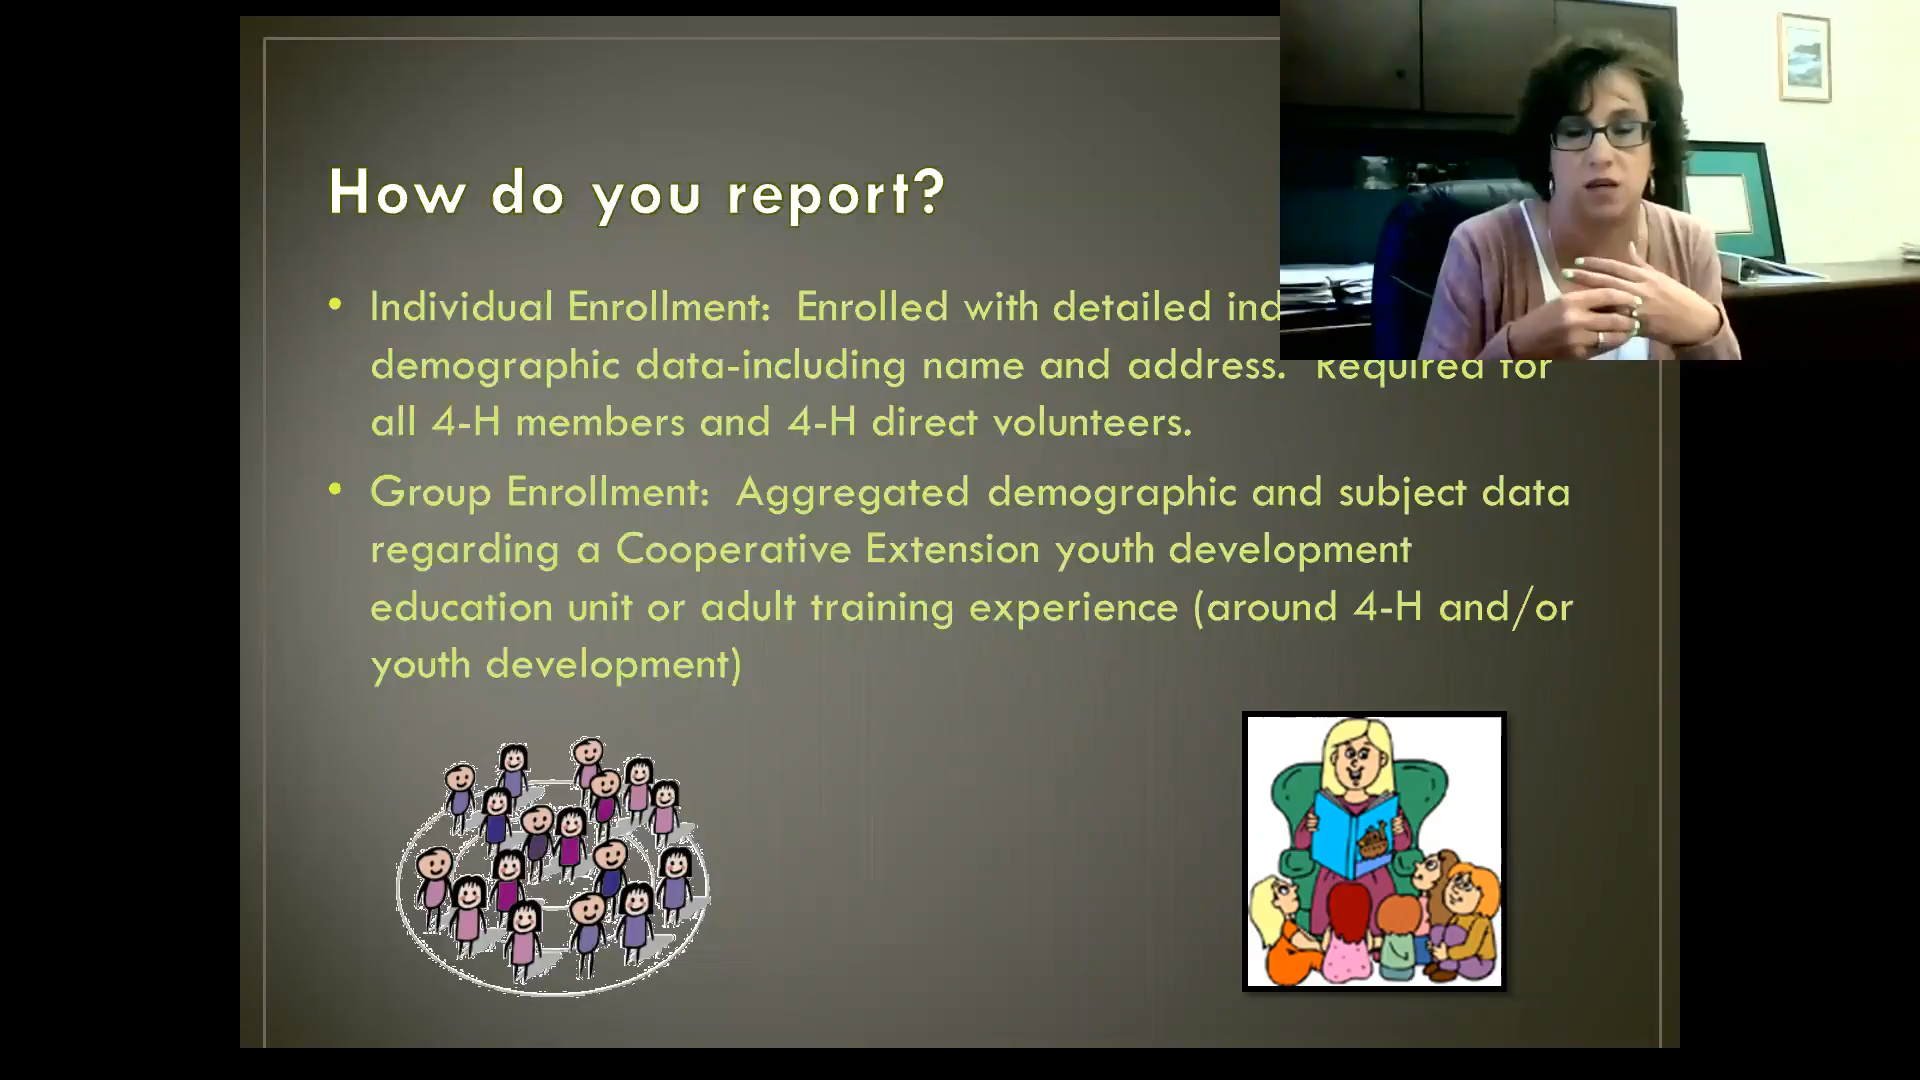 How do you report?
• Individual Enrollment: Enrolled with detailed
demographic data-including name and address. Required for
all 4-H members and 4-H direct volunteers.
• Group Enrollment: Aggregated demographic and subject data
regarding a Cooperative Extension youth development
education unit or adult training experience (around 4-H and/or
youth development)